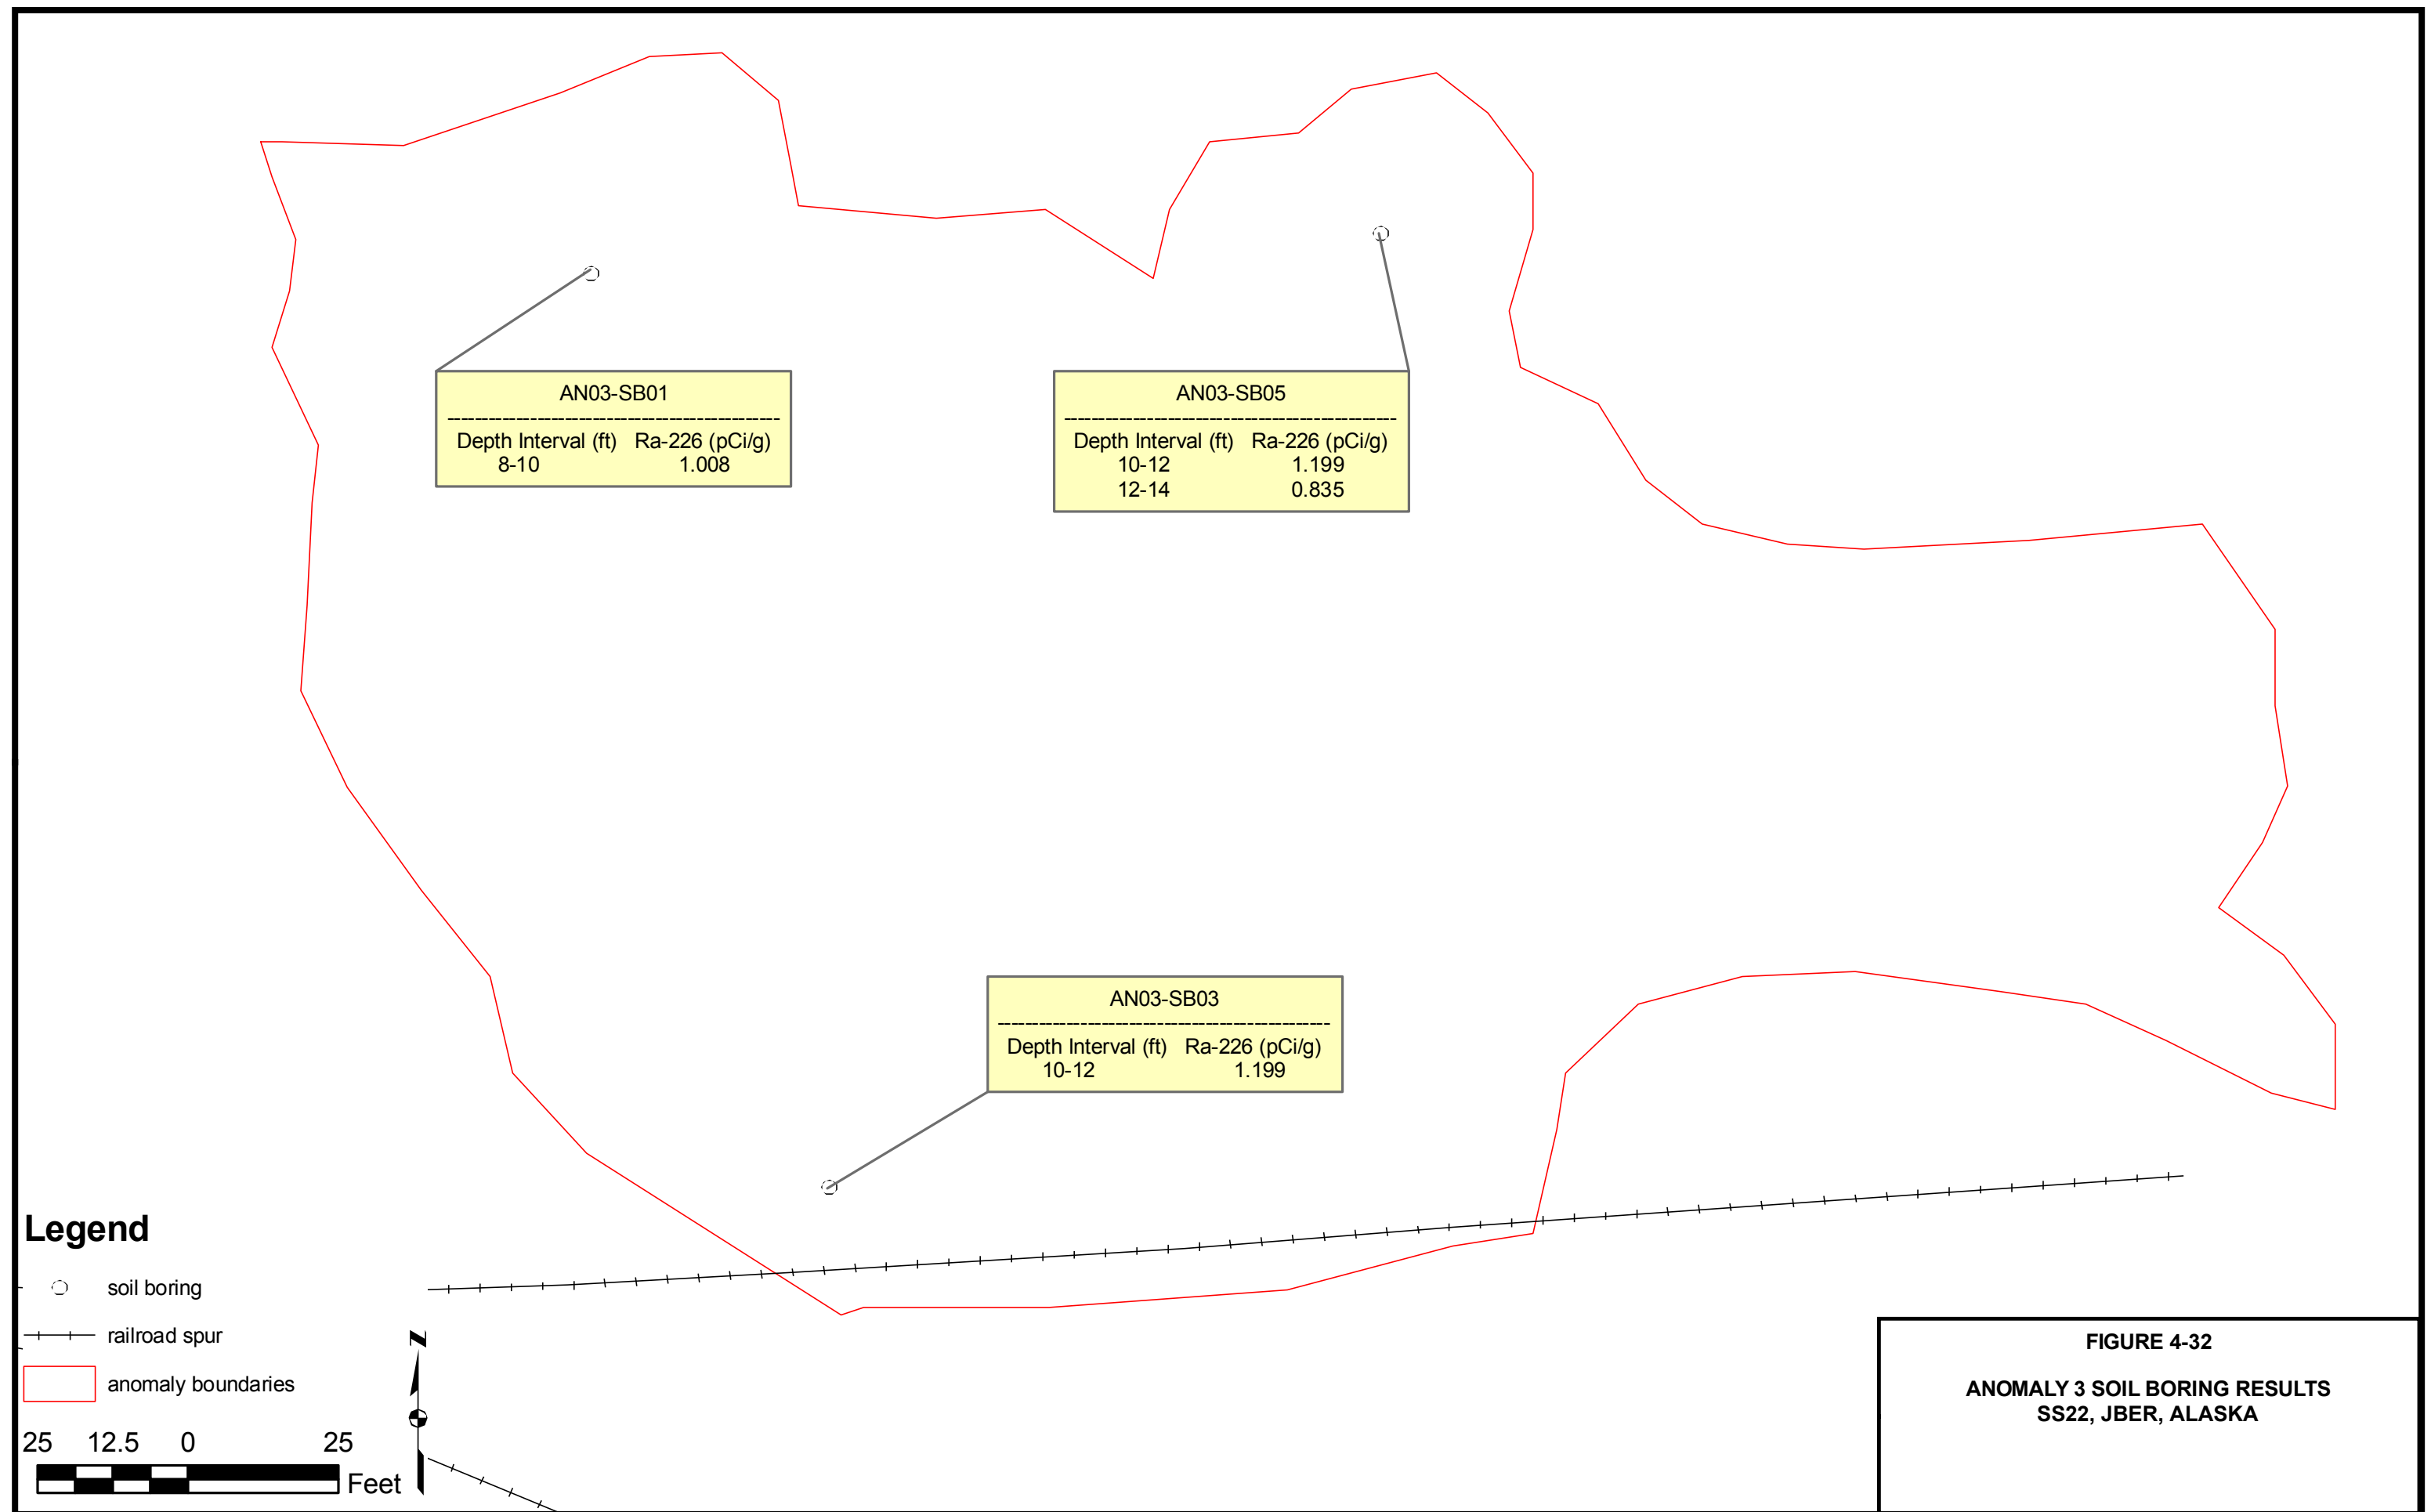 AN03-SB01
------------------------------------------------
Depth Interval (ft) Ra-226 (pCi/g)
8-10 1.008
AN03-SB05
------------------------------------------------
Depth Interval (ft) Ra-226 (pCi/g)
10-12 1.199
12-14 0.835
AN03-SB03
------------------------------------------------
Depth Interval (ft) Ra-226 (pCi/g)
10-12 1.199
Legend
soil boring
railroad spur
anomaly boundaries
25 12.5 0 25
Feet
N
FIGURE 4-32
ANOMALY 3 SOIL BORING RESULTS
SS22, JBER, ALASKA